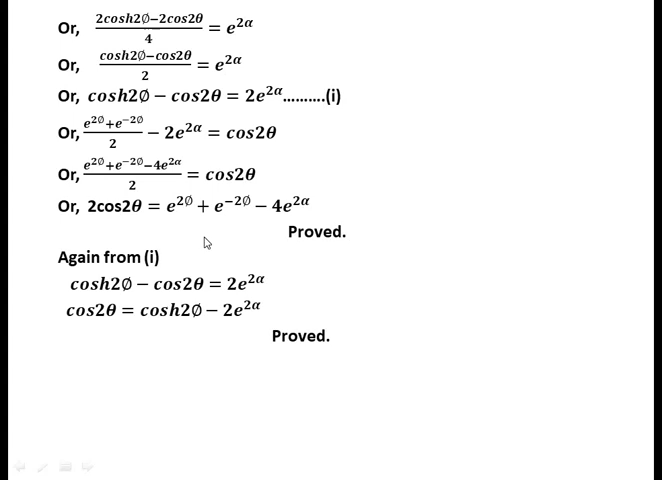 Or, (2cosh2∅−2cos2θ)/4 = e^{2α}
Or, (cosh2∅−cos2θ)/2 = e^{2α}
Or, cosh2∅ − cos2θ = 2e^{2α}..........(i)
Or, (e^{2∅}+e^{−2∅})/2 − 2e^{2α} = cos2θ
Or, (e^{2∅}+e^{−2∅}−4e^{2α})/2 = cos2θ
Or, 2cos2θ = e^{2∅} + e^{−2∅} − 4e^{2α}
Proved.
Again from (i)
cosh2∅ − cos2θ = 2e^{2α}
cos2θ = cosh2∅ − 2e^{2α}
Proved.